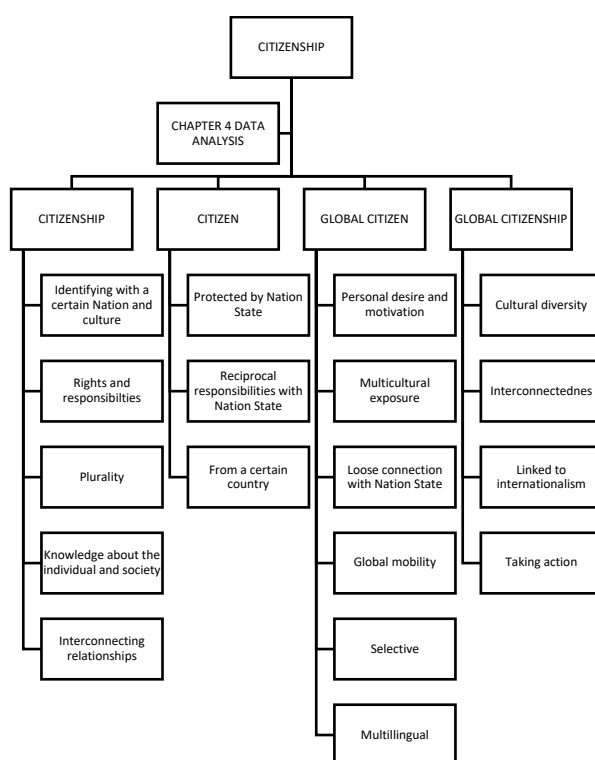 CITIZENSHIP
CHAPTER 4 DATA
ANALYSIS
CITIZENSHIP
CITIZEN
GLOBAL CITIZEN
GLOBAL CITIZENSHIP
Identifying with a
certain Nation and
culture
Rights and
responsibilties
Plurality
Knowledge about the
individual and society
Interconnecting
relationships
Protected by Nation
State
Reciprocal
responsibilities with
Nation State
From a certain
country
Personal desire and
motivation
Multicultural
exposure
Loose connection
with Nation State
Global mobility
Selective
Multillingual
Cultural diversity
Interconnectednes
Linked to
internationalism
Taking action